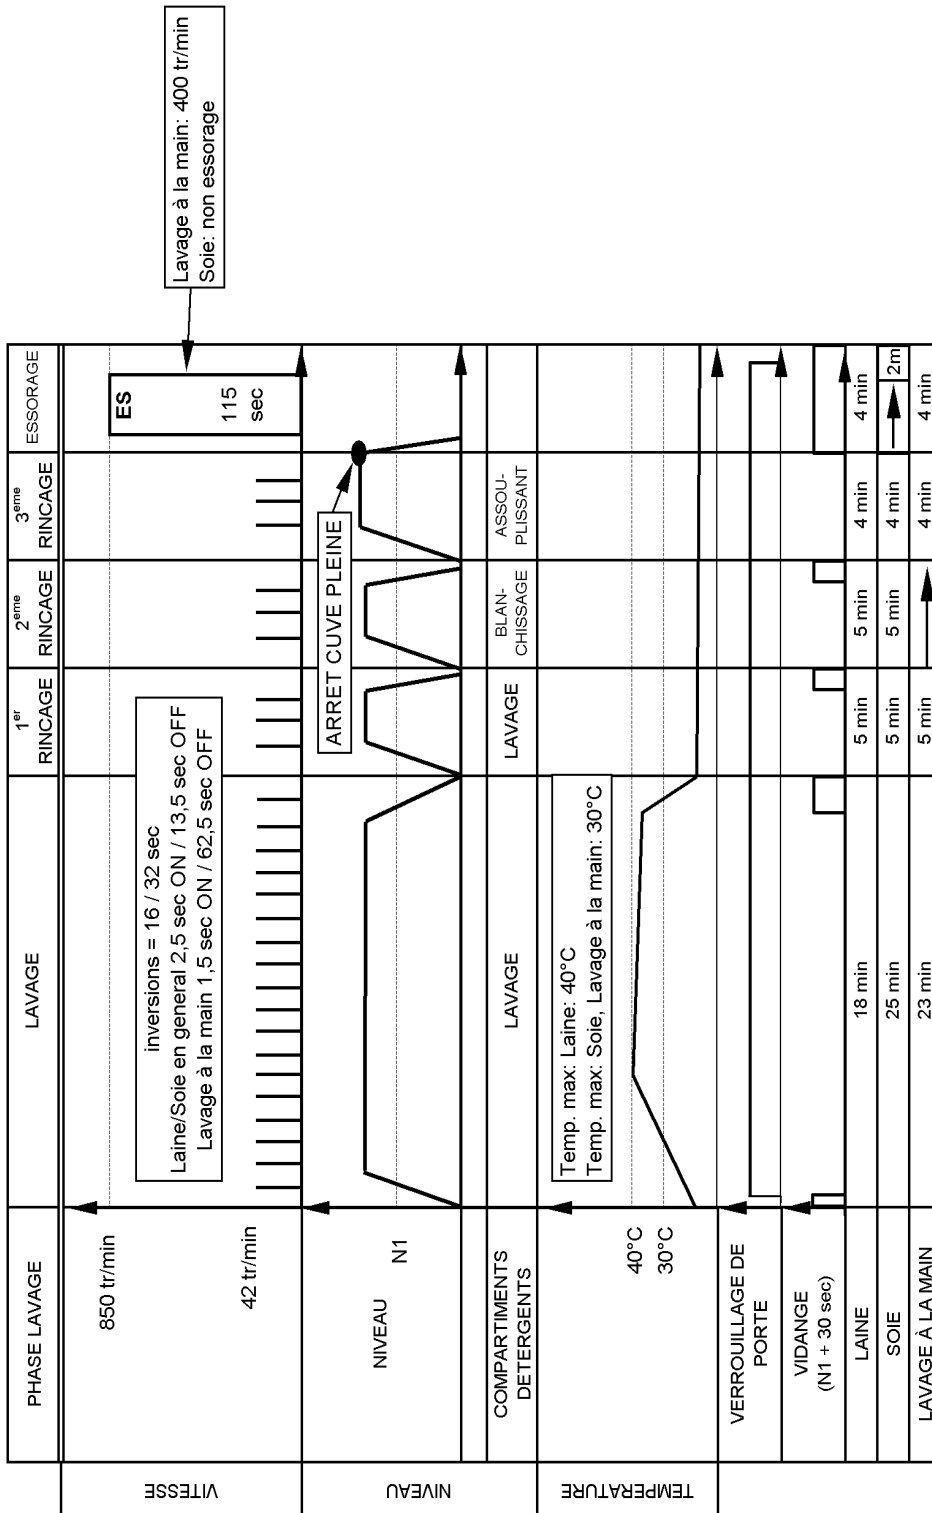 PHASE LAVAGE
LAVAGE
1er
RINCAGE
2eme
RINCAGE
3eme
RINCAGE
ESSORAGE
VITESSE
850 tr/min
42 tr/min
inversions = 16 / 32 sec
Laine/Soie en general 2,5 sec ON / 13,5 sec OFF
Lavage à la main 1,5 sec ON / 62,5 sec OFF
ES
115
sec
Lavage à la main: 400 tr/min
Soie: non essorage
NIVEAU
NIVEAU
N1
ARRET CUVE PLEINE
COMPARTIMENTS
DETERGENTS
LAVAGE
LAVAGE
BLAN-
CHISSAGE
ASSOU-
PLISSANT
TEMPERATURE
40°C
30°C
Temp. max: Laine: 40°C
Temp. max: Soie, Lavage à la main: 30°C
VERROUILLAGE DE
PORTE
VIDANGE
(N1 + 30 sec)
LAINE
18 min
5 min
5 min
4 min
4 min
SOIE
25 min
5 min
5 min
4 min
2m
LAVAGE À LA MAIN
23 min
5 min
4 min
4 min